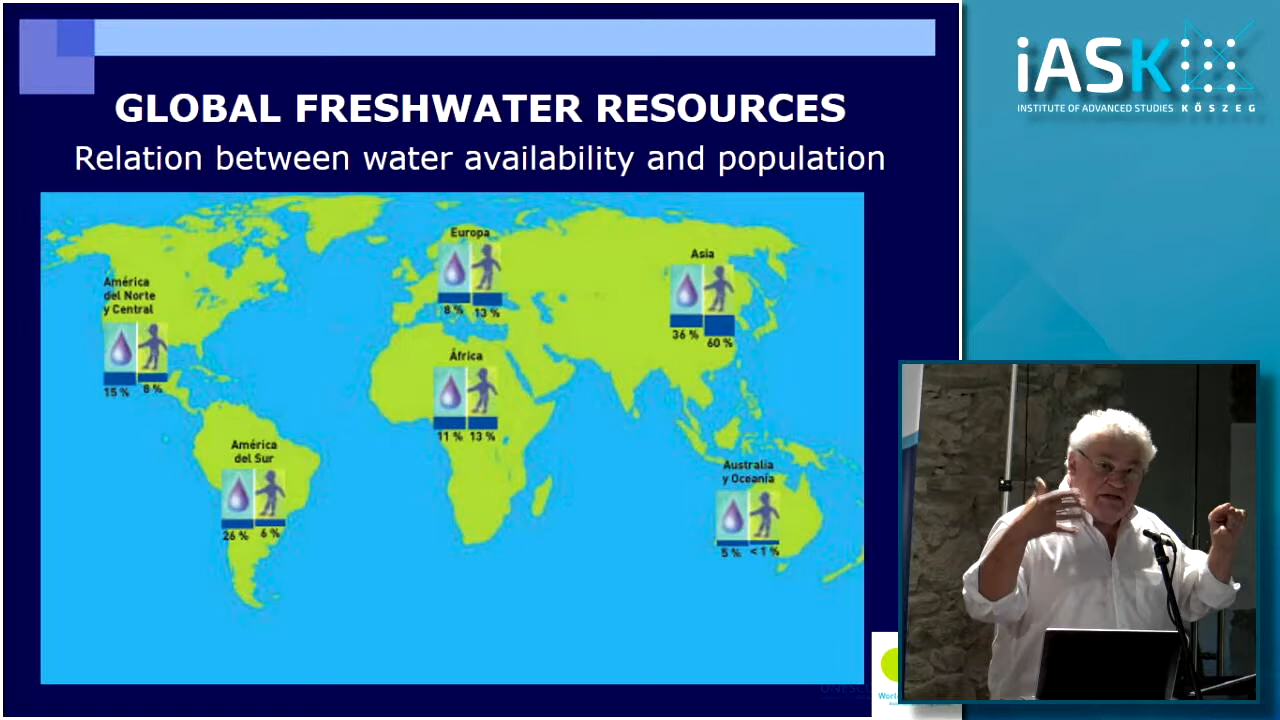 GLOBAL FRESHWATER RESOURCES
Relation between water availability and population
América
del Norte
y Central
15 % 8 %
América
del Sur
26 % 6 %
Europa
8 % 13 %
África
11 % 13 %
Asia
36 % 60 %
Australia
y Oceanía
5 % < 1 %
UNESCO
iASK
INSTITUTE OF ADVANCED STUDIES KŐSZEG